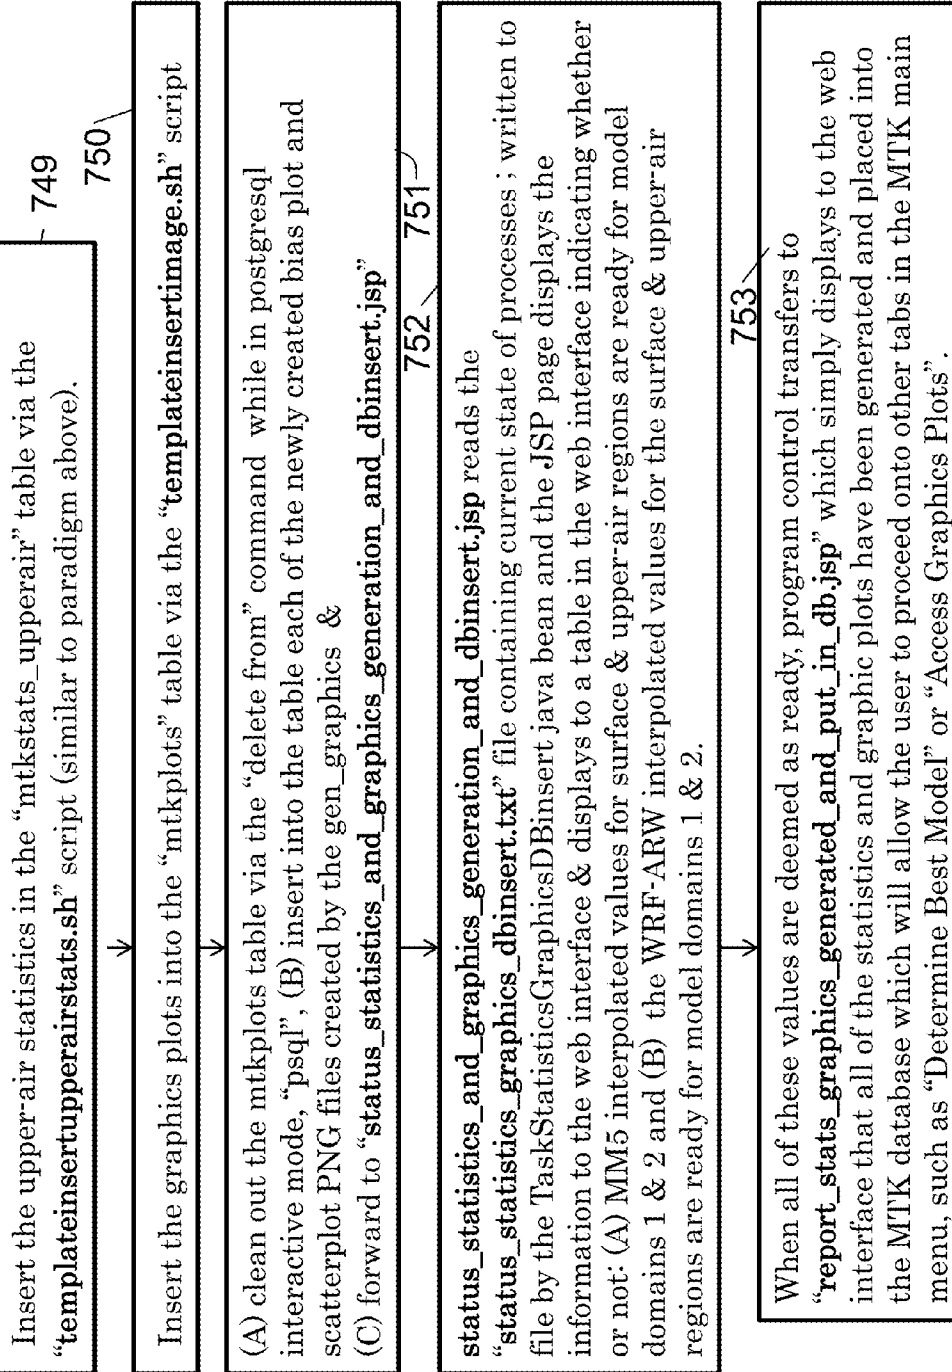 Insert the upper-air statistics in the “mtkstats_upperair” table via the
“templateinsertupperairstats.sh” script (similar to paradigm above).
749
750
Insert the graphics plots into the “mtkplots” table via the “templateinsertimage.sh” script
(A) clean out the mtkplots table via the “delete from” command while in postgresql
interactive mode, “psql”, (B) insert into the table each of the newly created bias plot and
scatterplot PNG files created by the gen_graphics &
(C) forward to “status_statistics_and_graphics_generation_and_dbinsert.jsp”
751
752
status_statistics_and_graphics_generation_and_dbinsert.jsp reads the
“status_statistics_graphics_dbinsert.txt” file containing current state of processes ; written to
file by the TaskStatisticsGraphicsDBinsert java bean and the JSP page displays the
information to the web interface & displays to a table in the web interface indicating whether
or not: (A) MM5 interpolated values for surface & upper-air regions are ready for model
domains 1 & 2 and (B) the WRF-ARW interpolated values for the surface & upper-air
regions are ready for model domains 1 & 2.
753
When all of these values are deemed as ready, program control transfers to
“report_stats_graphics_generated_and_put_in_db.jsp” which simply displays to the web
interface that all of the statistics and graphic plots have been generated and placed into
the MTK database which will allow the user to proceed onto other tabs in the MTK main
menu, such as “Determine Best Model” or “Access Graphics Plots”.